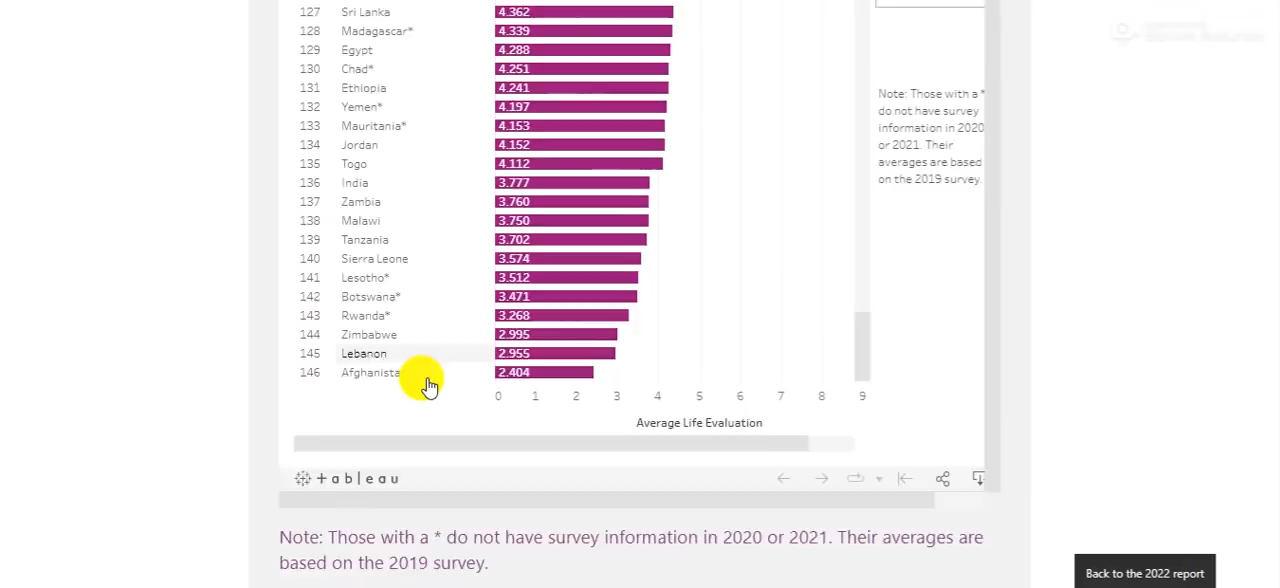 127 Sri Lanka 4.362
128 Madagascar* 4.339
129 Egypt 4.288
130 Chad* 4.251
131 Ethiopia 4.241
132 Yemen* 4.197
133 Mauritania* 4.153
134 Jordan 4.152
135 Togo 4.112
136 India 3.777
137 Zambia 3.760
138 Malawi 3.750
139 Tanzania 3.702
140 Sierra Leone 3.574
141 Lesotho* 3.512
142 Botswana* 3.471
143 Rwanda* 3.268
144 Zimbabwe 2.995
145 Lebanon 2.955
146 Afghanista 2.404
0 1 2 3 4 5 6 7 8 9
Average Life Evaluation
Note: Those with a *
do not have survey
information in 2020
or 2021. Their
averages are based
on the 2019 survey.
+ a b l e a u
Note: Those with a * do not have survey information in 2020 or 2021. Their averages are
based on the 2019 survey.
Back to the 2022 report